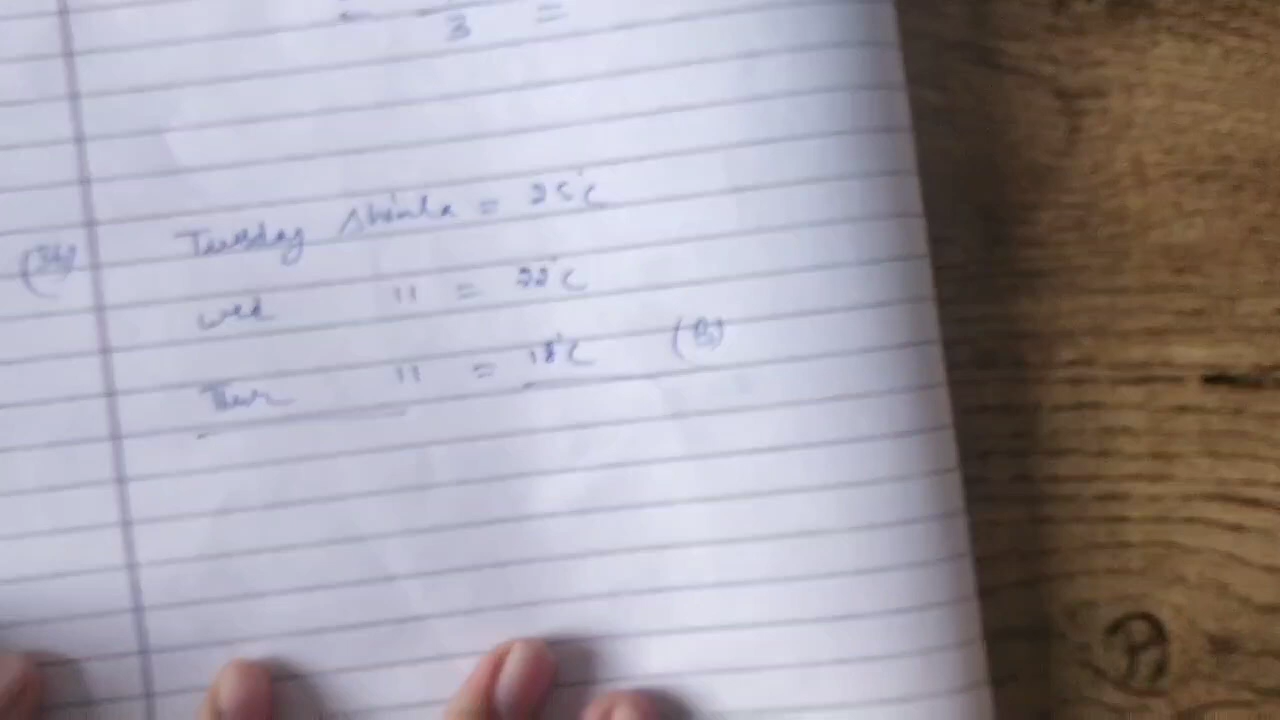 3 =
Tuesday Shimla = 25°C
Wed " = 22°C
Thur " = 18°C (B)